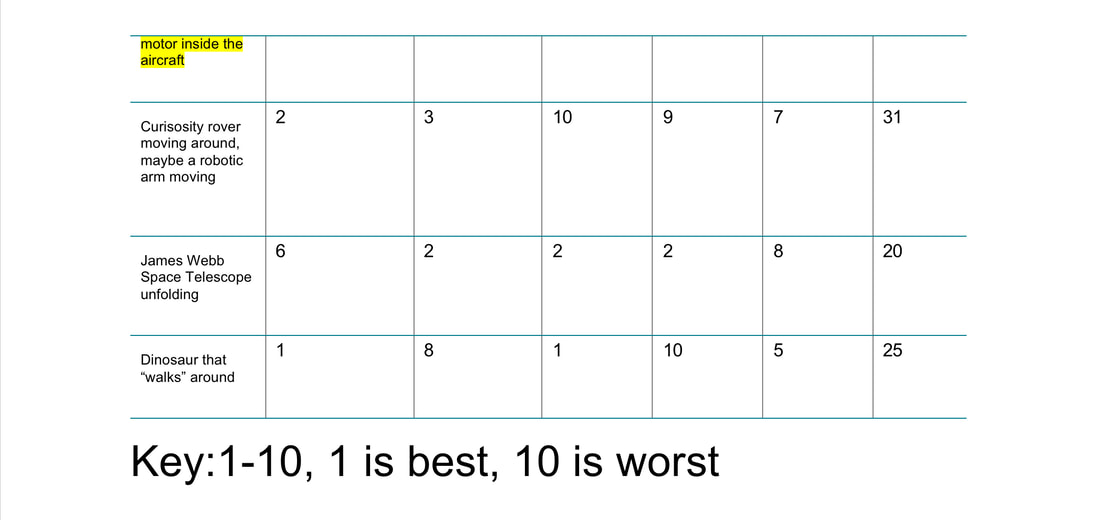 motor inside the
aircraft
Curisosity rover
moving around,
maybe a robotic
arm moving
2 3 10 9 7 31
James Webb
Space Telescope
unfolding
6 2 2 2 8 20
Dinosaur that
“walks” around
1 8 1 10 5 25
Key:1-10, 1 is best, 10 is worst